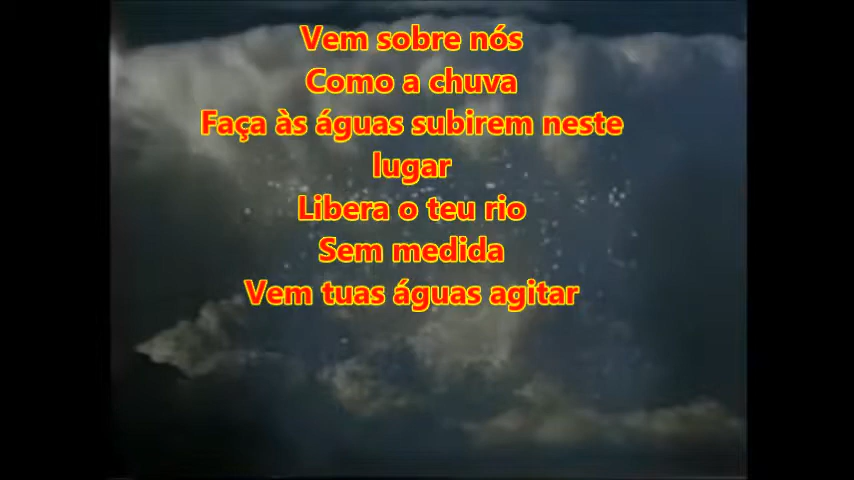 Vem sobre nós
Como a chuva
Faça às águas subirem neste
lugar
Libera o teu rio
Sem medida
Vem tuas águas agitar